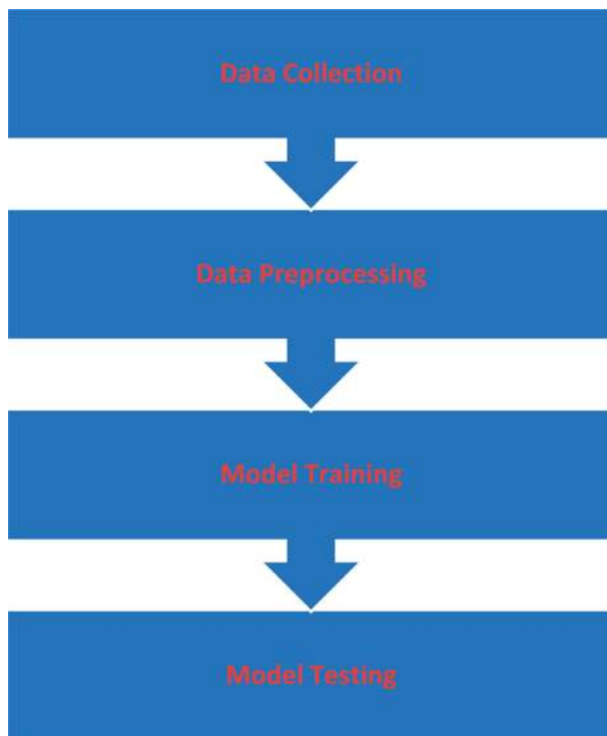 Data Collection
Data Preprocessing
Model Training
Model Testing